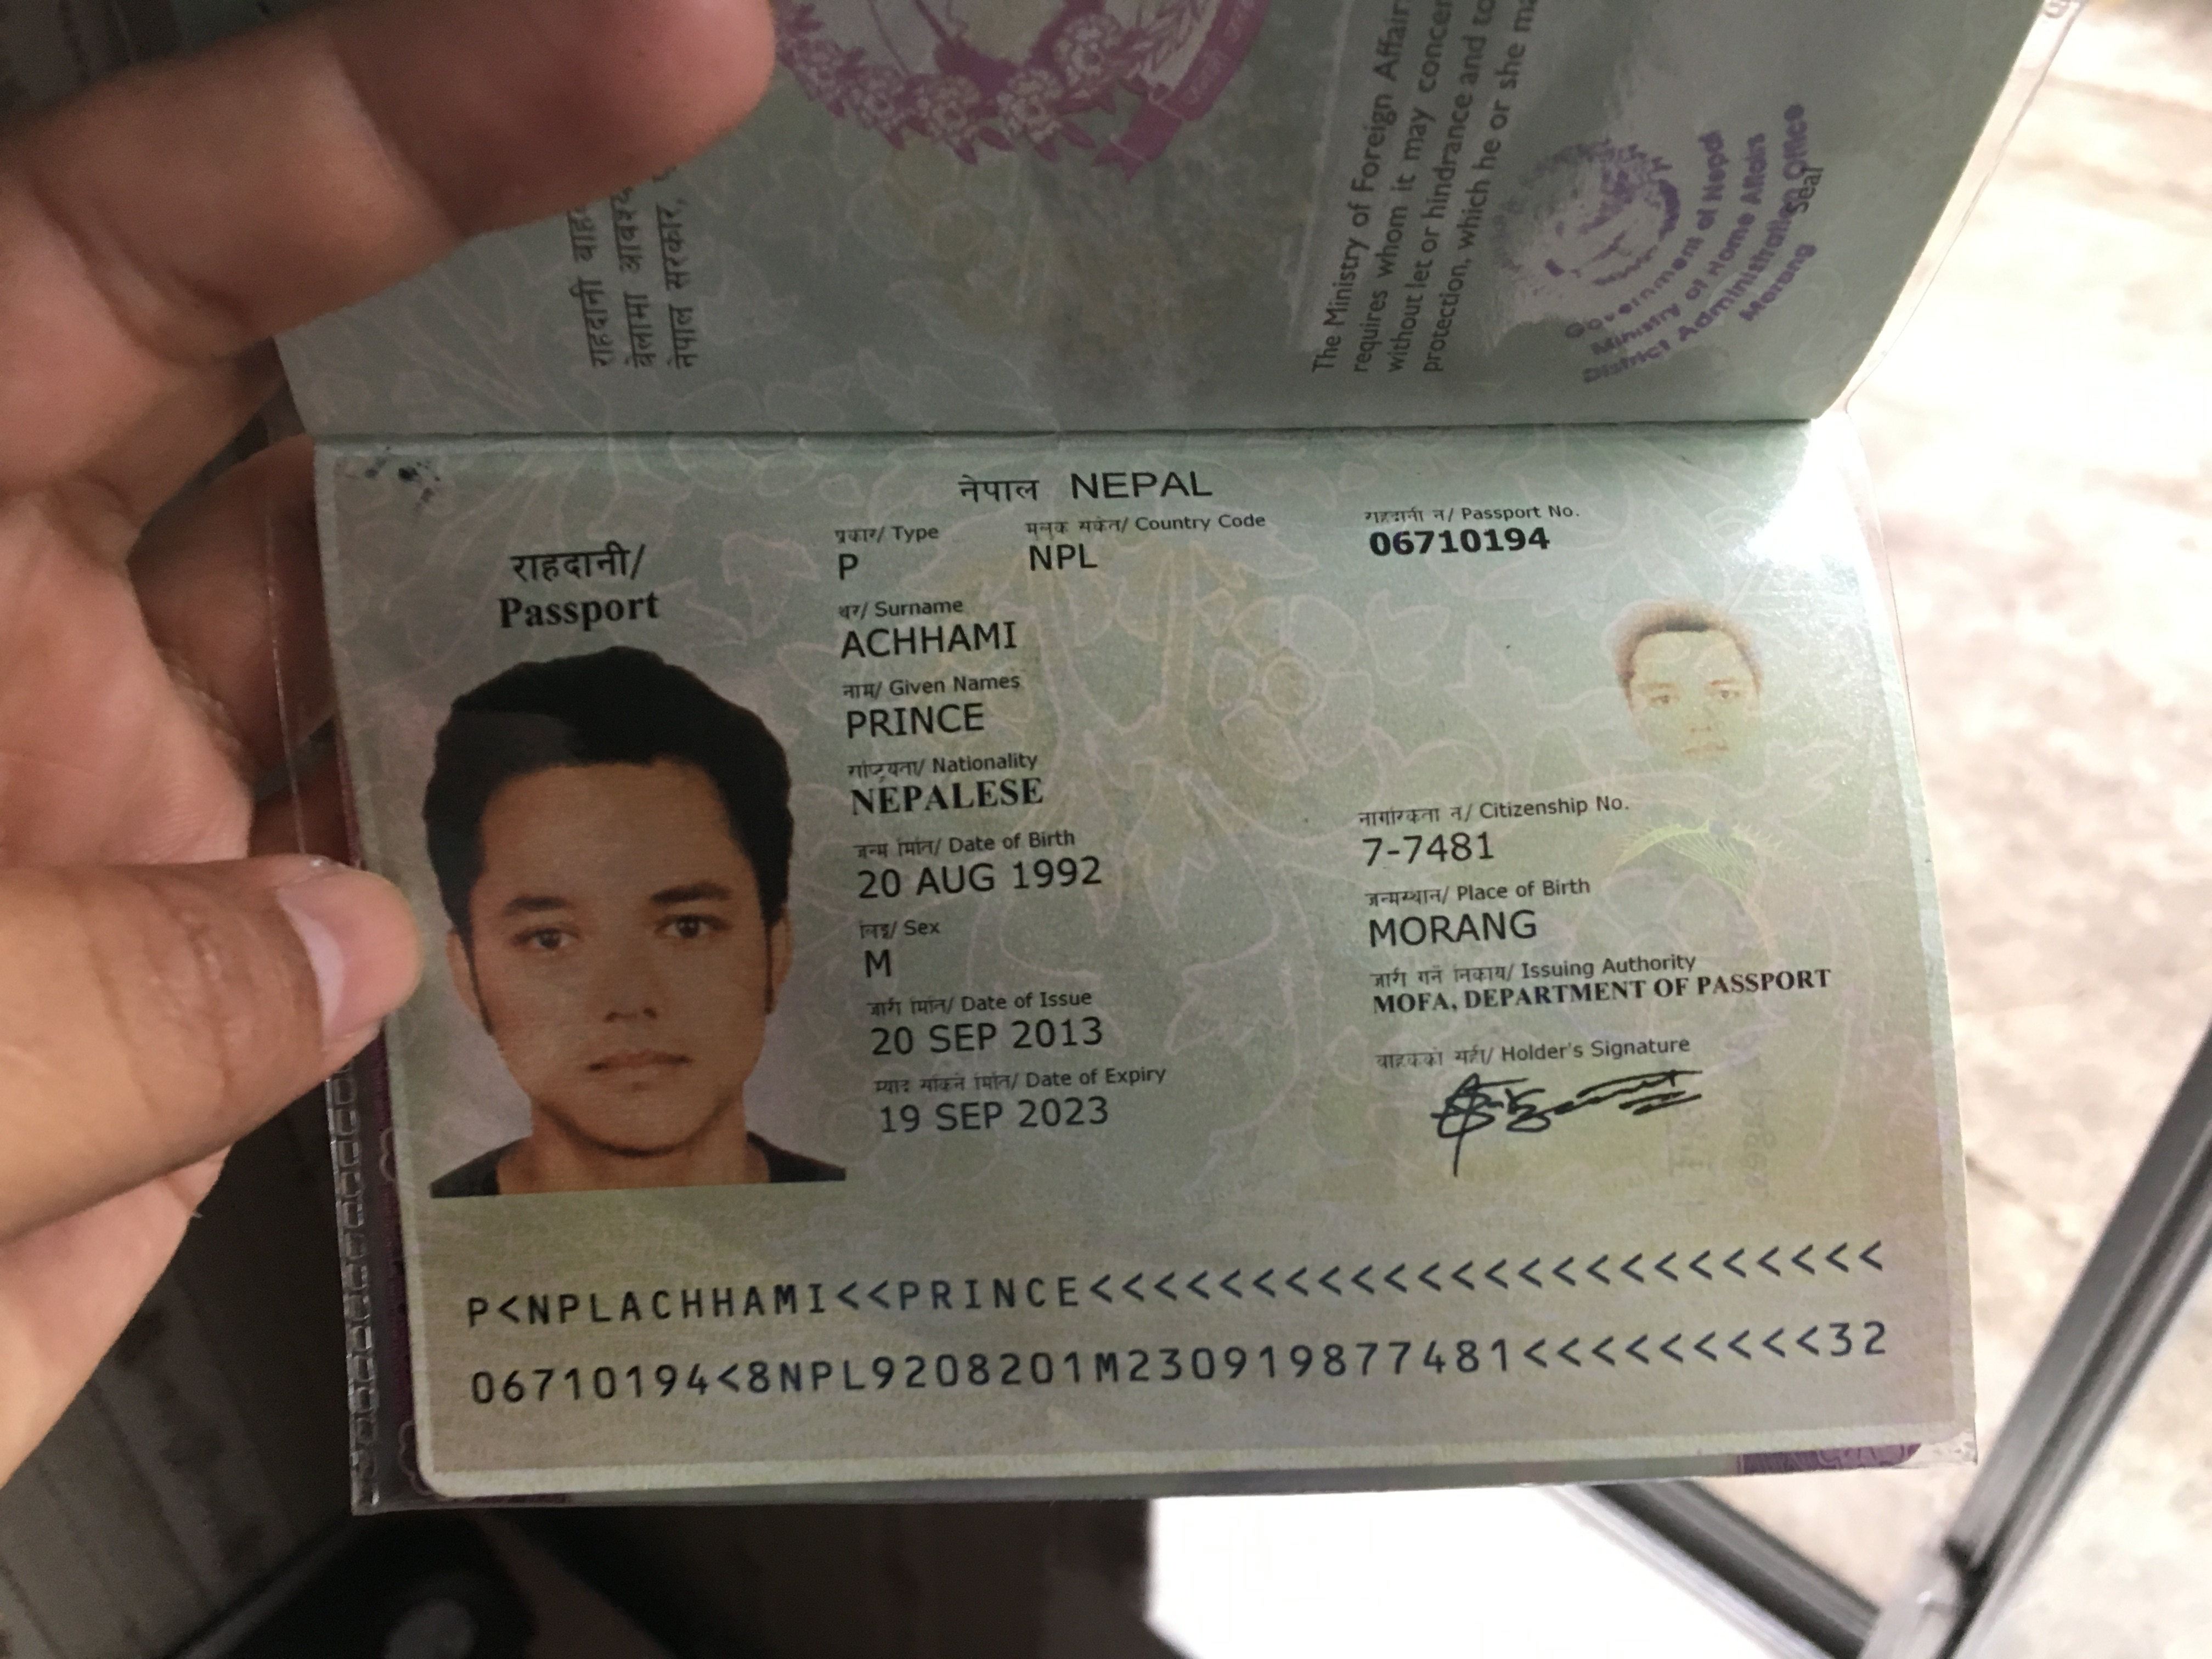 राहदानी
बेलामा
नेपाल सरकार,
The Ministry of Foreign Affair
requires whom it may concer
without let or hindrance and to
protection, which he or she ma
Seal
Government of Nepal
Ministry of Home Affairs
District Administration Office
Morang
नेपाल NEPAL
राहदानी/
Passport
प्रकार/ Type
P
मुलुक संकेत/ Country Code
NPL
राहदानी नं/ Passport No.
06710194
थर/ Surname
ACHHAMI
नाम/ Given Names
PRINCE
राष्ट्रियता/ Nationality
NEPALESE
जन्म मिति/ Date of Birth
20 AUG 1992
नागरिकता नं/ Citizenship No.
7-7481
लिङ्ग/ Sex
M
जन्मस्थान/ Place of Birth
MORANG
जारी मिति/ Date of Issue
20 SEP 2013
जारी गर्ने निकाय/ Issuing Authority
MOFA, DEPARTMENT OF PASSPORT
म्याद सकिने मिति/ Date of Expiry
19 SEP 2023
वाहकको सही/ Holder's Signature
P<NPLACHHAMI<<PRINCE<<<<<<<<<<<<<<<<<<<<<<<<
06710194<8NPL9208201M230919877481<<<<<<<<<32